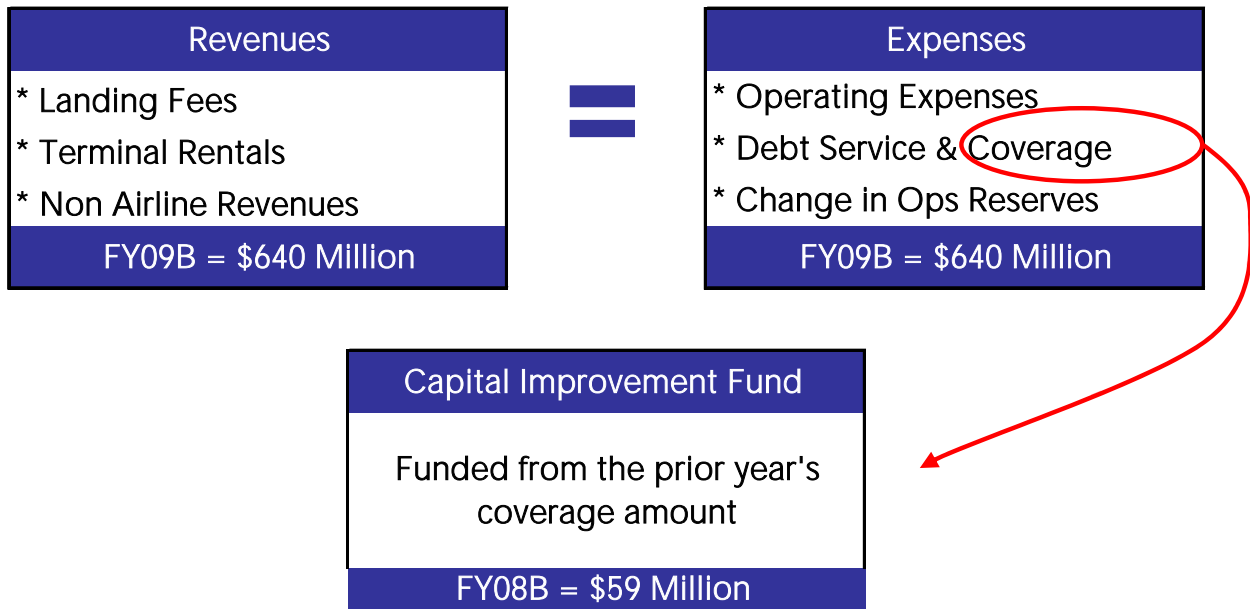 Revenues
* Landing Fees
* Terminal Rentals
* Non Airline Revenues
FY09B = $640 Million
=
Expenses
* Operating Expenses
* Debt Service & Coverage
* Change in Ops Reserves
FY09B = $640 Million
Capital Improvement Fund
Funded from the prior year's
coverage amount
FY08B = $59 Million